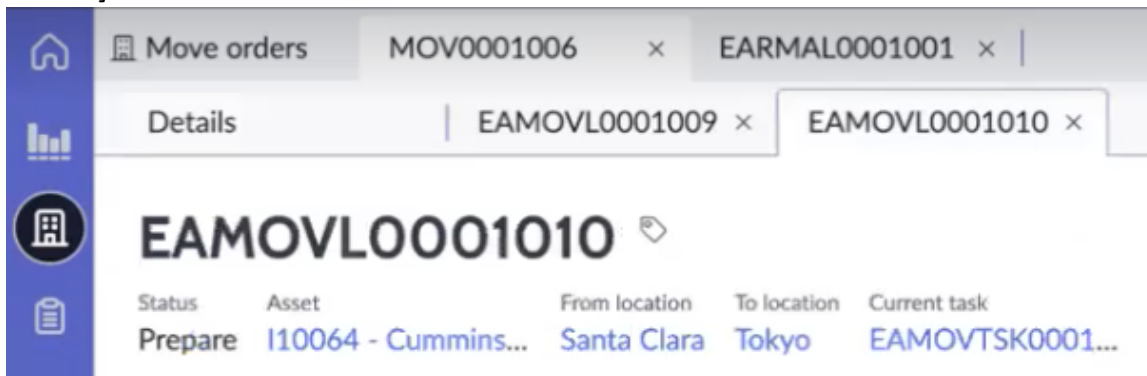 Move orders MOV0001006 × EARMAL0001001 ×
Details EAMOVL0001009 × EAMOVL0001010 ×
EAMOVL0001010
Status Asset From location To location Current task
Prepare I10064 - Cummins... Santa Clara Tokyo EAMOVTSK0001...